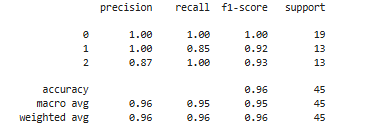 precision recall f1-score support
0 1.00 1.00 1.00 19
1 1.00 0.85 0.92 13
2 0.87 1.00 0.93 13
accuracy 0.96 45
macro avg 0.96 0.95 0.95 45
weighted avg 0.96 0.96 0.96 45